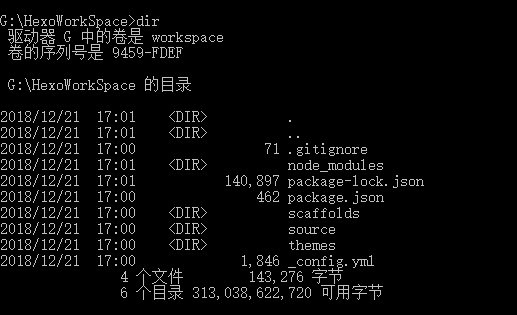 G:\HexoWorkSpace>dir
驱动器 G 中的卷是 workspace
卷的序列号是 9459-FDEF
G:\HexoWorkSpace 的目录
2018/12/21  17:01    <DIR>          .
2018/12/21  17:01    <DIR>          ..
2018/12/21  17:00                71 .gitignore
2018/12/21  17:01    <DIR>          node_modules
2018/12/21  17:01           140,897 package-lock.json
2018/12/21  17:00               462 package.json
2018/12/21  17:00    <DIR>          scaffolds
2018/12/21  17:00    <DIR>          source
2018/12/21  17:00    <DIR>          themes
2018/12/21  17:00             1,846 _config.yml
4 个文件        143,276 字节
6 个目录 313,038,622,720 可用字节